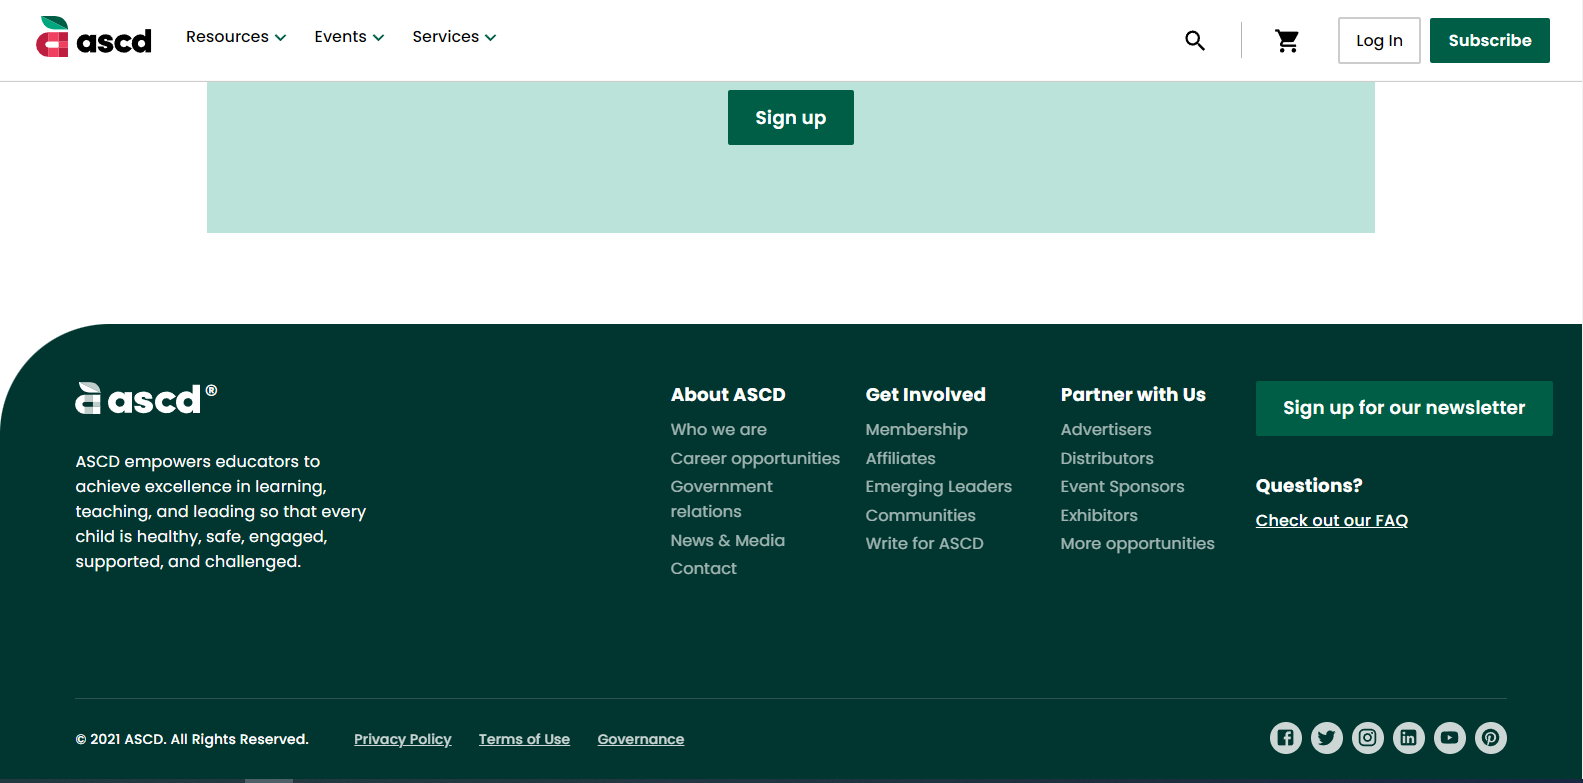 ascd
Resources
Events
Services
Log In
Subscribe
Sign up
ascd®
ASCD empowers educators to
achieve excellence in learning,
teaching, and leading so that every
child is healthy, safe, engaged,
supported, and challenged.
About ASCD
Who we are
Career opportunities
Government
relations
News & Media
Contact
Get Involved
Membership
Affiliates
Emerging Leaders
Communities
Write for ASCD
Partner with Us
Advertisers
Distributors
Event Sponsors
Exhibitors
More opportunities
Sign up for our newsletter
Questions?
Check out our FAQ
© 2021 ASCD. All Rights Reserved.
Privacy Policy
Terms of Use
Governance